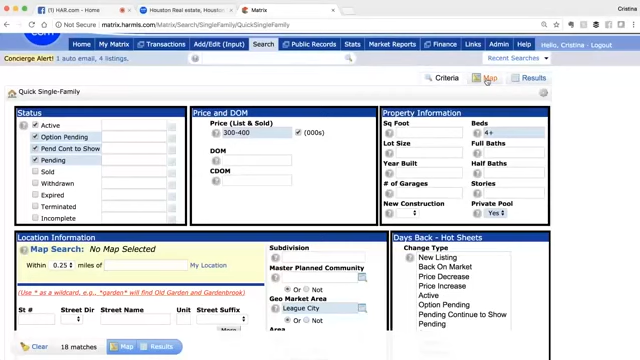 HAR.com - Home
Houston Real estate, Houston
Matrix
Cristina
Not Secure matrix.harmls.com/Matrix/Search/SingleFamily/QuickSingleFamily
.com
Home My Matrix Transactions Add/Edit (Input) Search Public Records Stats Market Reports Finance Links Admin Help Hello, Cristina - Logout
Concierge Alert! 1 auto email, 4 listings.
Recent Searches
Criteria Map Results
Quick Single-Family
Status
Active
Option Pending
Pend Cont to Show
Pending
Sold
Withdrawn
Expired
Terminated
Incomplete
Price and DOM
Price (List & Sold)
300-400 (000s)
DOM
CDOM
Property Information
Sq Foot Beds
4+
Lot Size Full Baths
Year Built Half Baths
# of Garages Stories
New Construction Private Pool
Yes
Location Information
Map Search: No Map Selected
Within 0.25 miles of My Location
(Use * as a wildcard, e.g., *garden* will find Old Garden and Gardenbrook)
St # Street Dir Street Name Unit Street Suffix
More
Subdivision
Master Planned Community
Or Not
Geo Market Area
League City
Or Not
Area
Days Back - Hot Sheets
Change Type
New Listing
Back On Market
Price Decrease
Price Increase
Active
Option Pending
Pending Continue to Show
Pending
Clear 18 matches Map Results